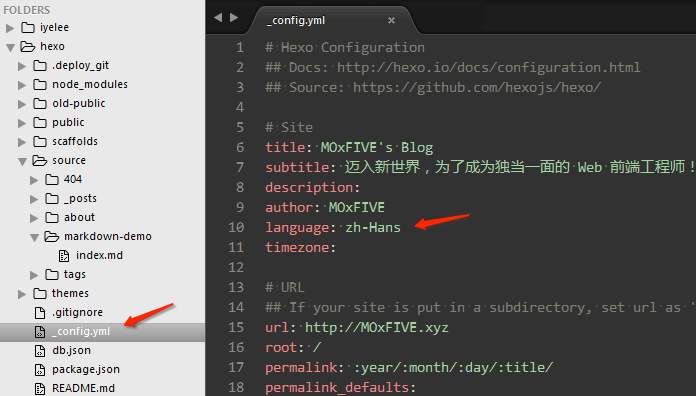 FOLDERS
iyelee
hexo
.deploy_git
node_modules
old-public
public
scaffolds
source
404
_posts
about
markdown-demo
index.md
tags
themes
.gitignore
_config.yml
db.json
package.json
README.md
_config.yml ×
1 # Hexo Configuration
2 ## Docs: http://hexo.io/docs/configuration.html
3 ## Source: https://github.com/hexojs/hexo/
4
5 # Site
6 title: MOxFIVE's Blog
7 subtitle: 迈入新世界，为了成为独当一面的 Web 前端工程师！
8 description:
9 author: MOxFIVE
10 language: zh-Hans
11 timezone:
12
13 # URL
14 ## If your site is put in a subdirectory, set url as '
15 url: http://MOxFIVE.xyz
16 root: /
17 permalink: :year/:month/:day/:title/
18 permalink_defaults: